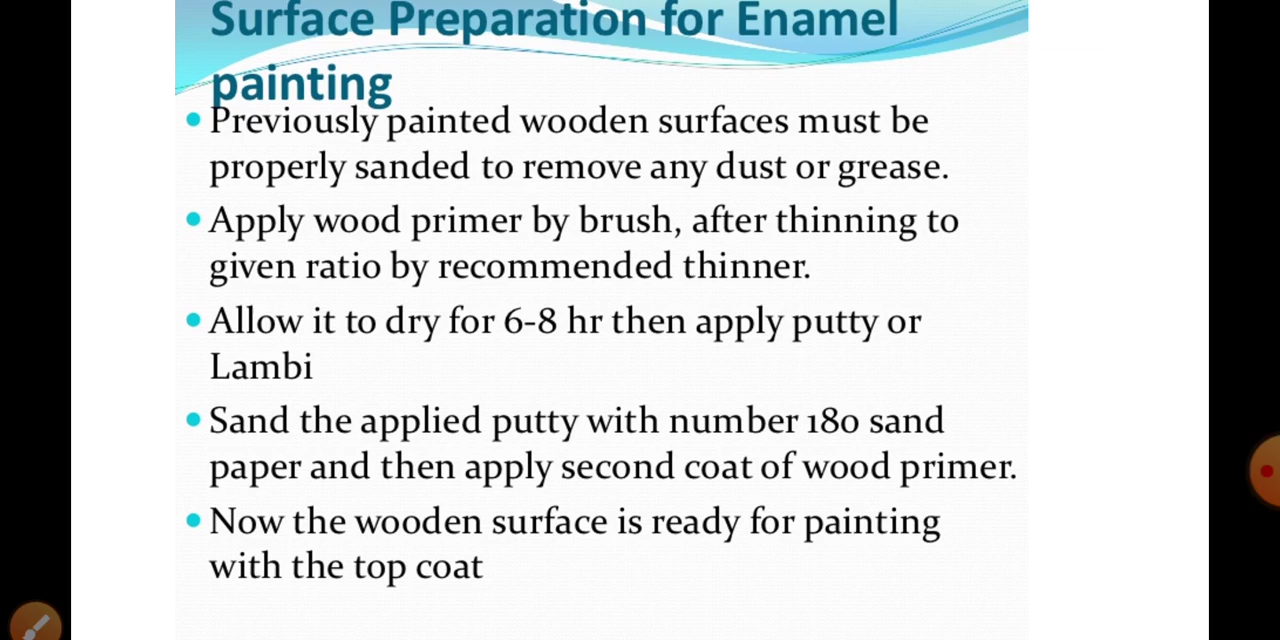 Surface Preparation for Enamel
painting
Previously painted wooden surfaces must be
properly sanded to remove any dust or grease.
Apply wood primer by brush, after thinning to
given ratio by recommended thinner.
Allow it to dry for 6-8 hr then apply putty or
Lambi
Sand the applied putty with number 180 sand
paper and then apply second coat of wood primer.
Now the wooden surface is ready for painting
with the top coat